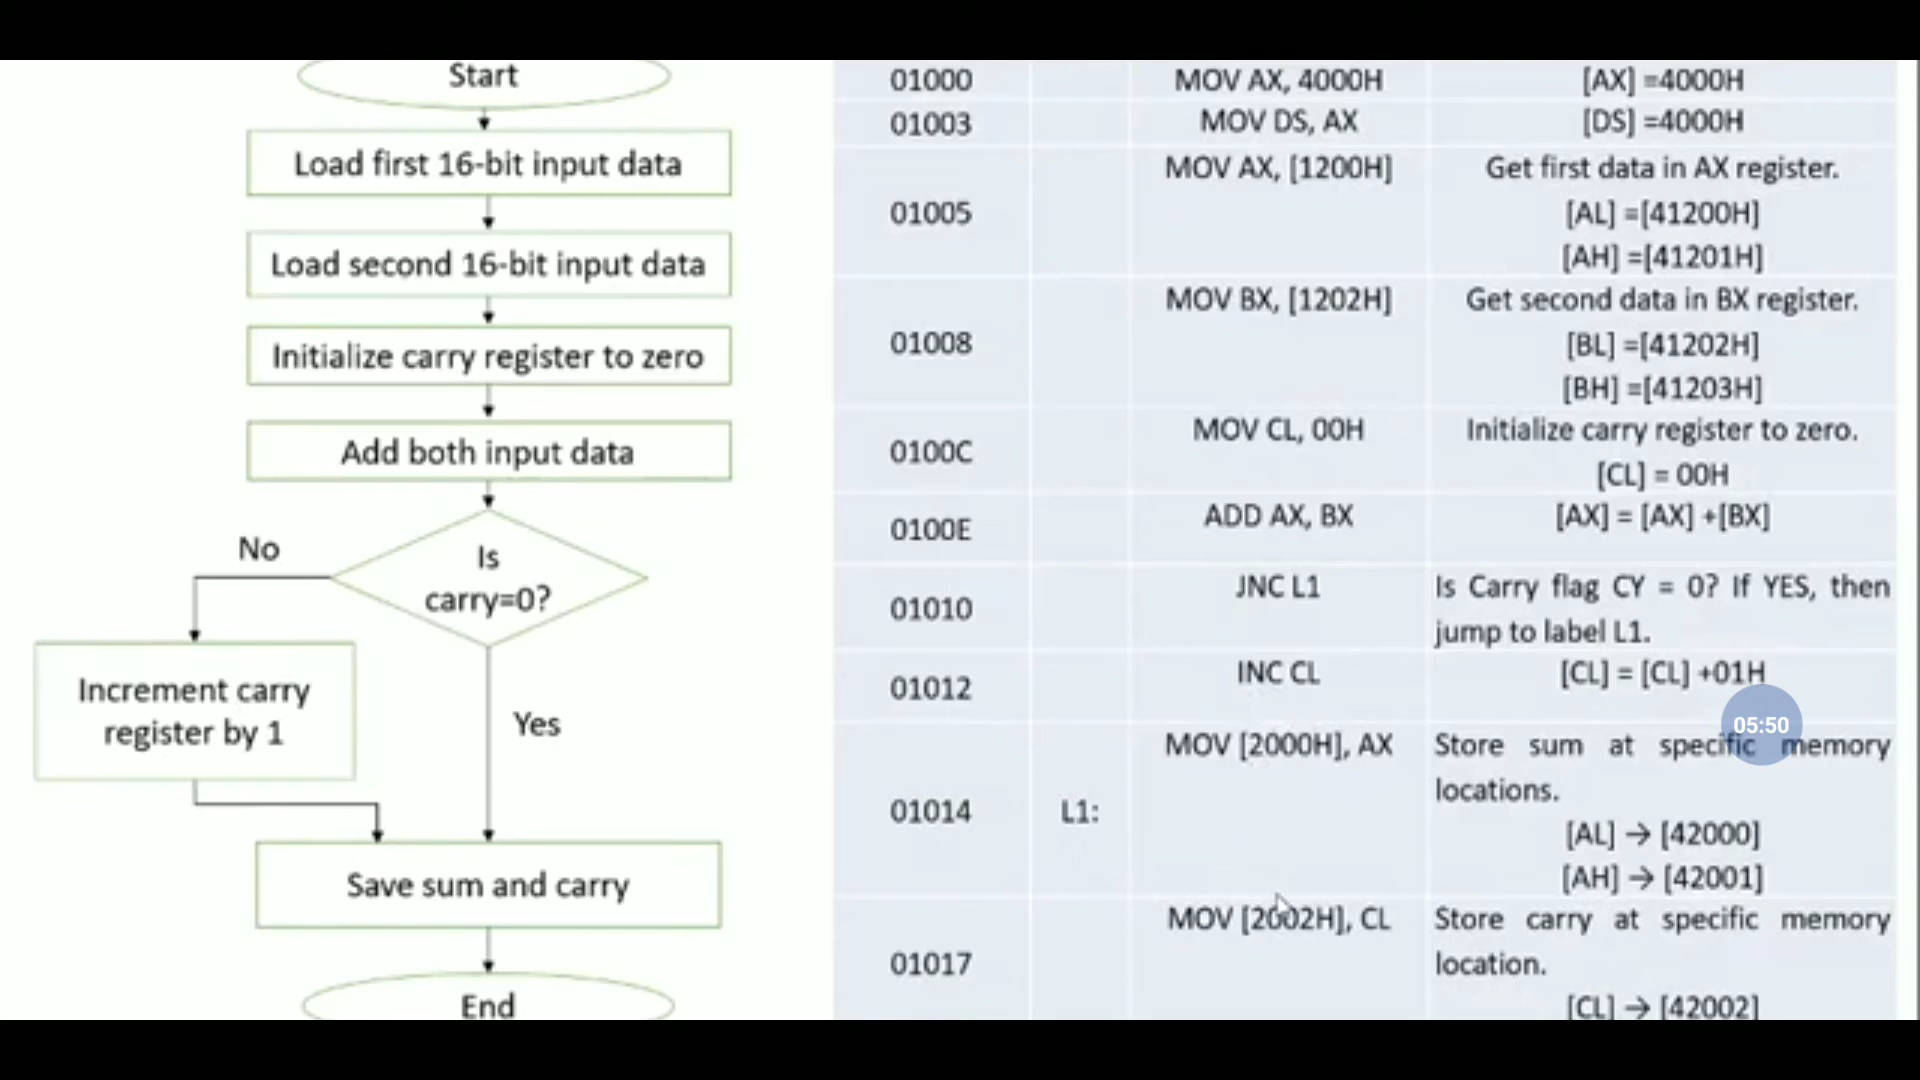 Start
Load first 16-bit input data
Load second 16-bit input data
Initialize carry register to zero
Add both input data
Is
carry=0?
No
Yes
Increment carry
register by 1
Save sum and carry
End
01000 MOV AX, 4000H [AX] =4000H
01003 MOV DS, AX [DS] =4000H
01005 MOV AX, [1200H] Get first data in AX register.
[AL] =[41200H]
[AH] =[41201H]
01008 MOV BX, [1202H] Get second data in BX register.
[BL] =[41202H]
[BH] =[41203H]
0100C MOV CL, 00H Initialize carry register to zero.
[CL] = 00H
0100E ADD AX, BX [AX] = [AX] +[BX]
01010 JNC L1 Is Carry flag CY = 0? If YES, then
jump to label L1.
01012 INC CL [CL] = [CL] +01H
05:50
01014 L1: MOV [2000H], AX Store sum at specific memory
locations.
[AL] → [42000]
[AH] → [42001]
01017 MOV [2002H], CL Store carry at specific memory
location.
[CL] → [42002]